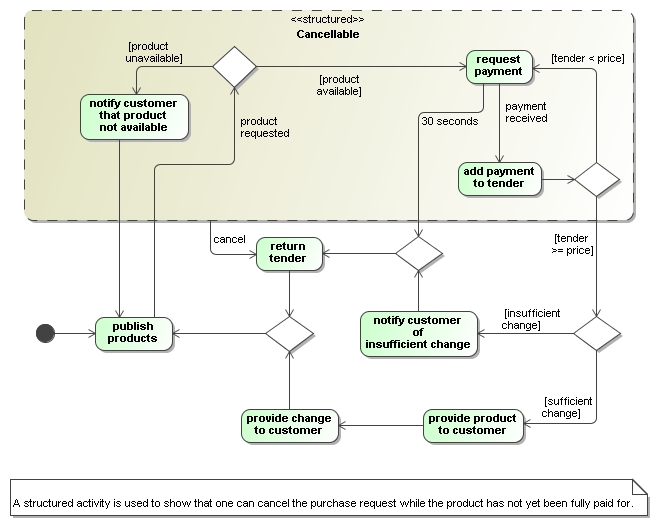 <<structured>>
Cancellable
[product
unavailable]
request
payment
[tender < price]
[product
available]
notify customer
that product
not available
product
requested
30 seconds
payment
received
add payment
to tender
cancel
return
tender
[tender
>= price]
publish
products
notify customer
of
insufficient change
[insufficient
change]
[sufficient
change]
provide change
to customer
provide product
to customer
A structured activity is used to show that one can cancel the purchase request while the product has not yet been fully paid for.